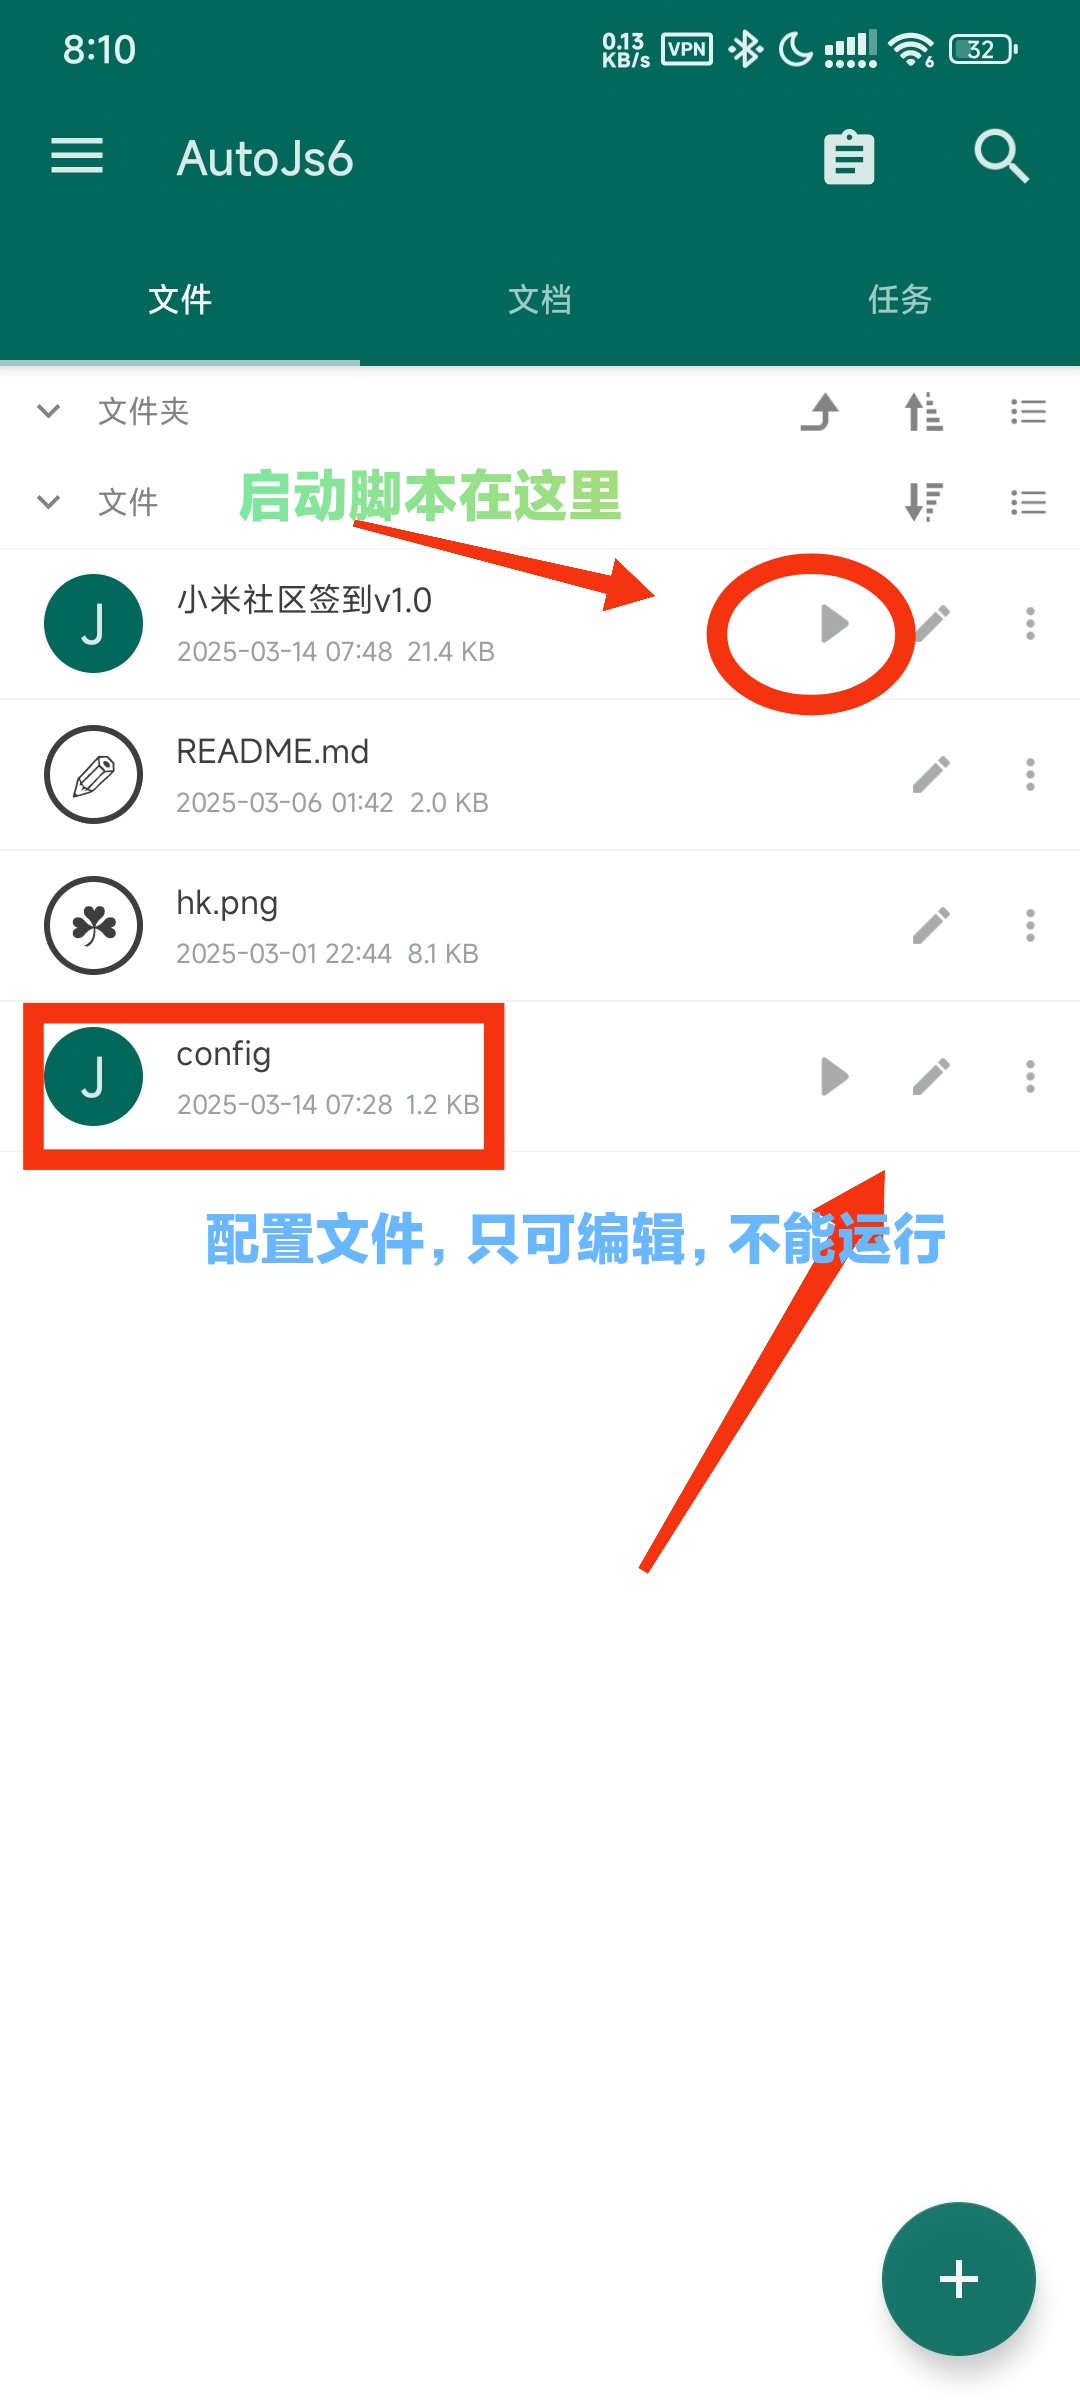 8:10
0.13 KB/s VPN 6 32
AutoJs6
文件 文档 任务
文件夹
文件
启动脚本在这里
J
小米社区签到v1.0
2025-03-14 07:48 21.4 KB
README.md
2025-03-06 01:42 2.0 KB
hk.png
2025-03-01 22:44 8.1 KB
J
config
2025-03-14 07:28 1.2 KB
配置文件，只可编辑，不能运行